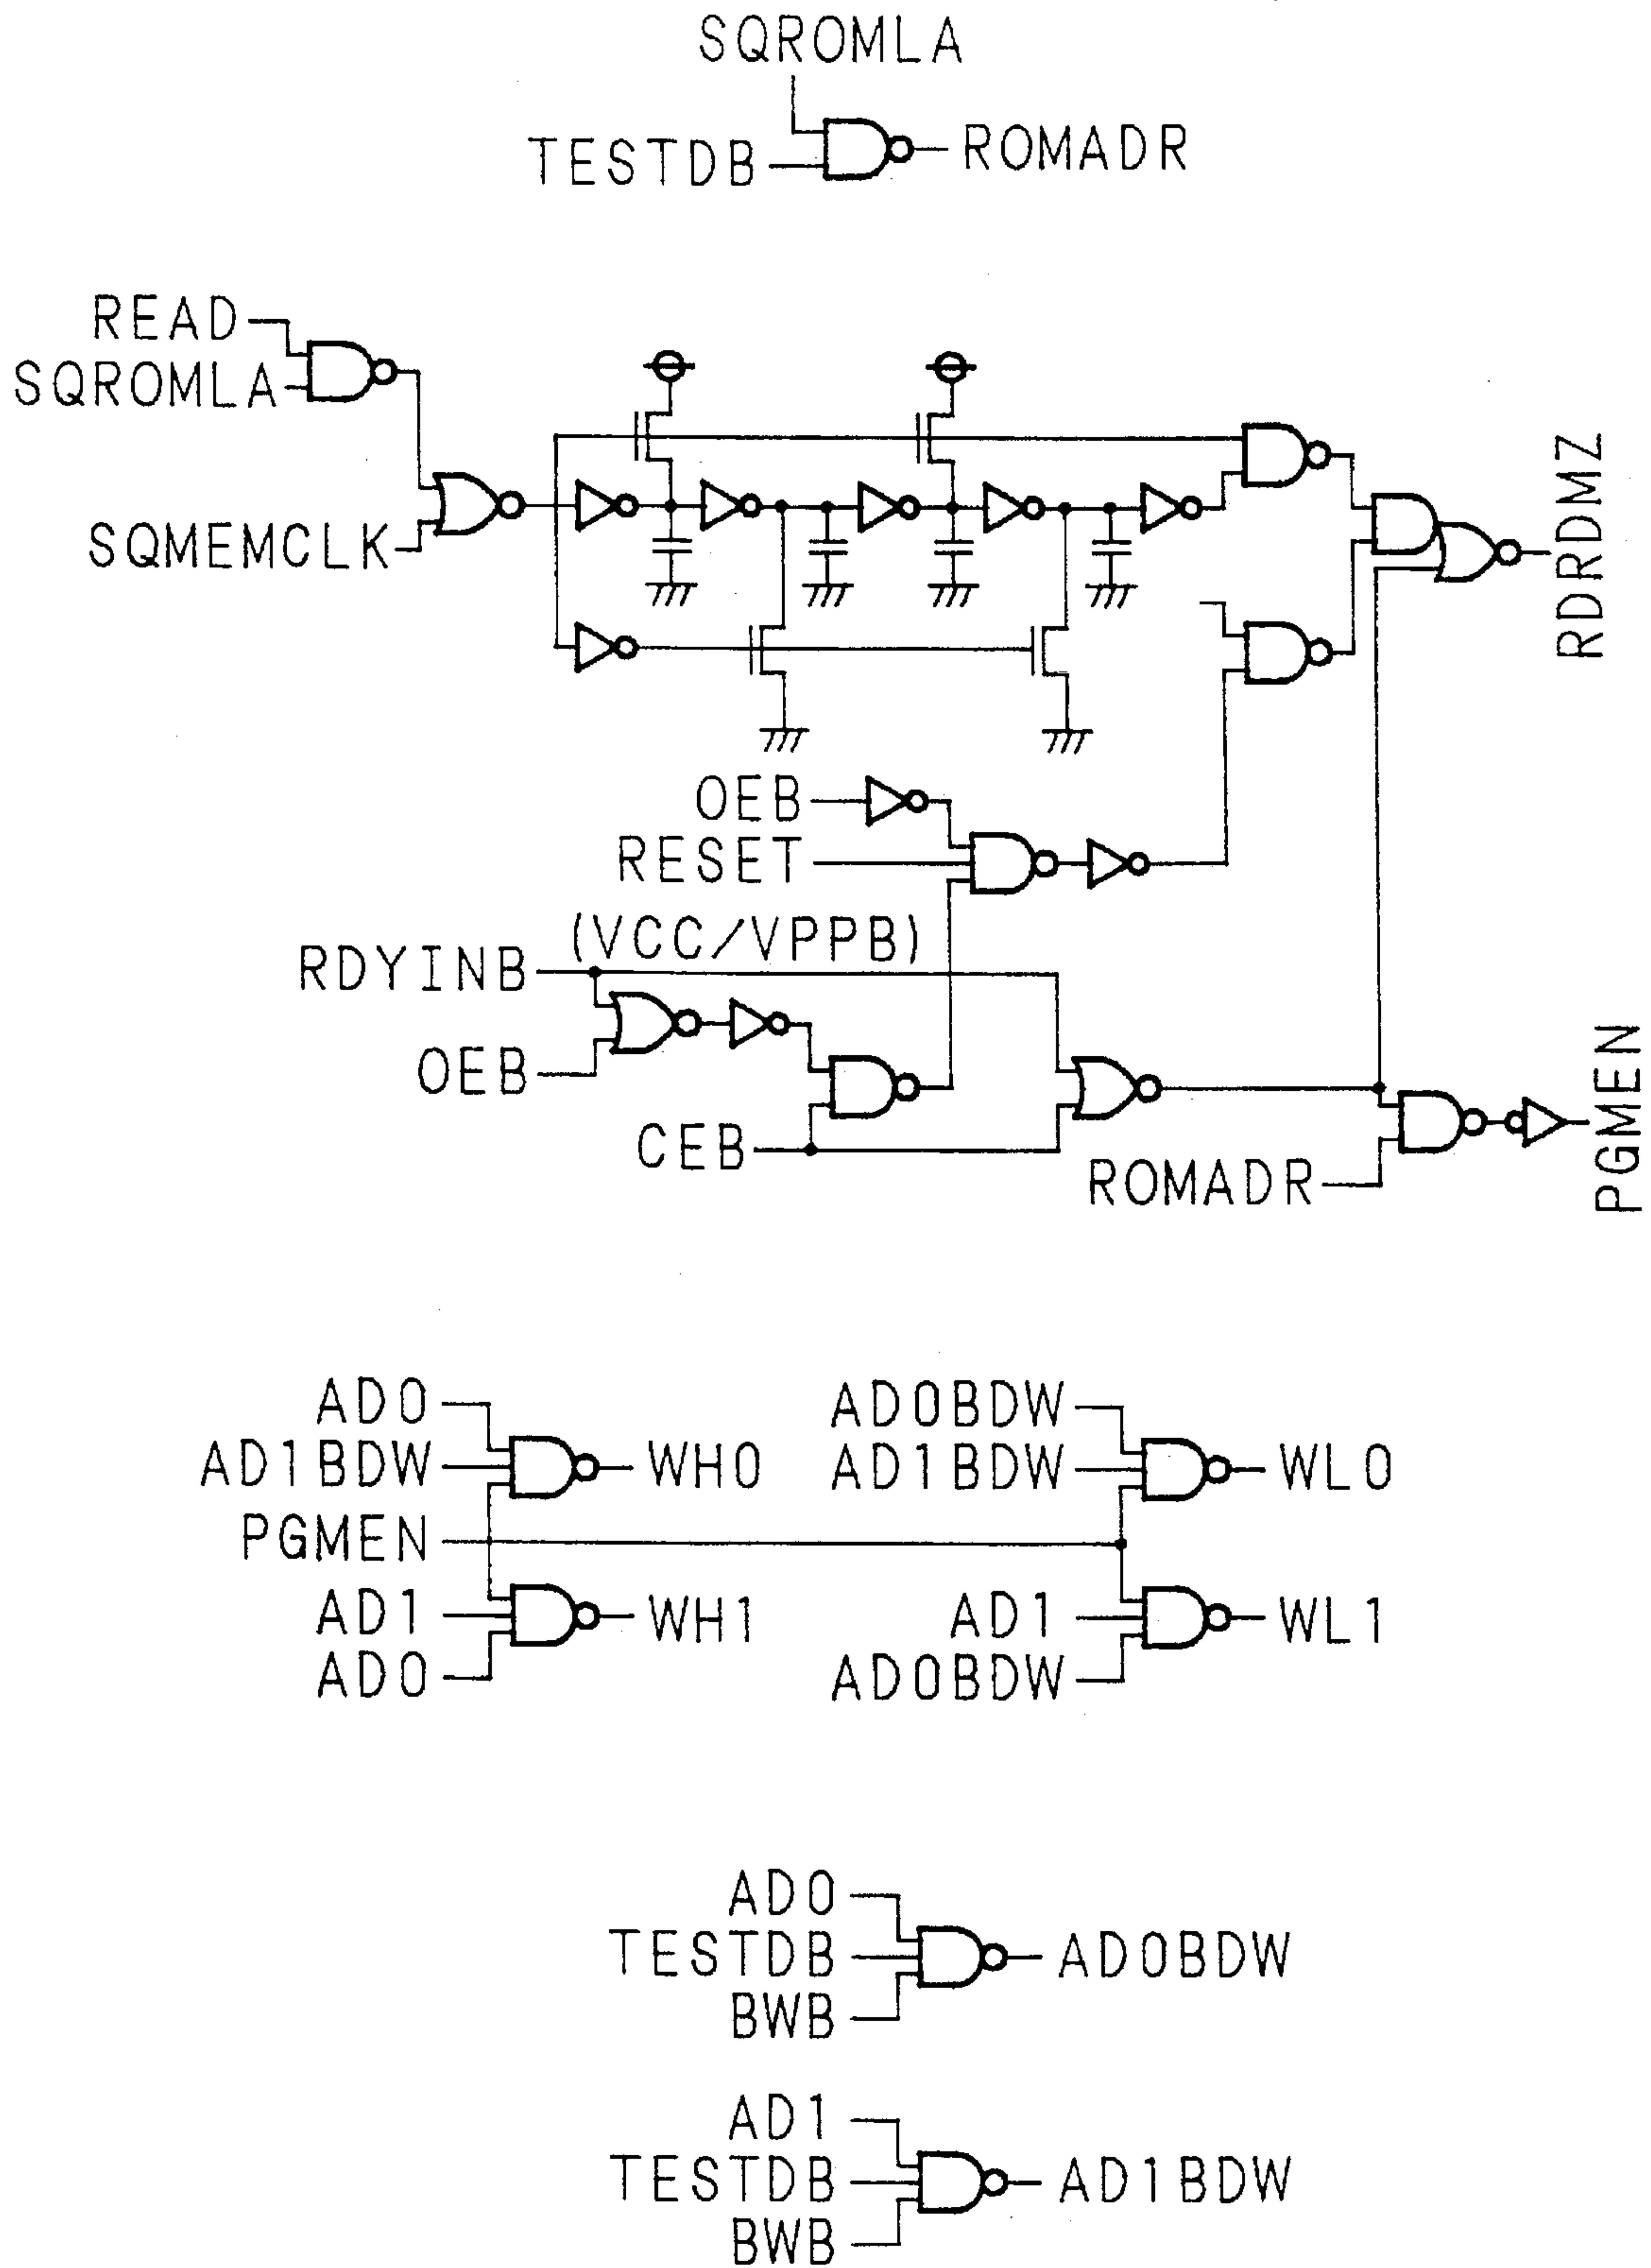 SQROMLA
TESTDB
ROMADR
READ
SQROMLA
SQMEMCLK
RDRDMZ
OEB
RESET
(VCC/VPPB)
RDYINB
OEB
CEB
ROMADR
PGMEN
AD0
AD1BDW
WH0
PGMEN
AD1
WH1
AD0
AD0BDW
AD1BDW
WL0
AD1
WL1
AD0BDW
AD0
TESTDB
AD0BDW
BWB
AD1
TESTDB
AD1BDW
BWB